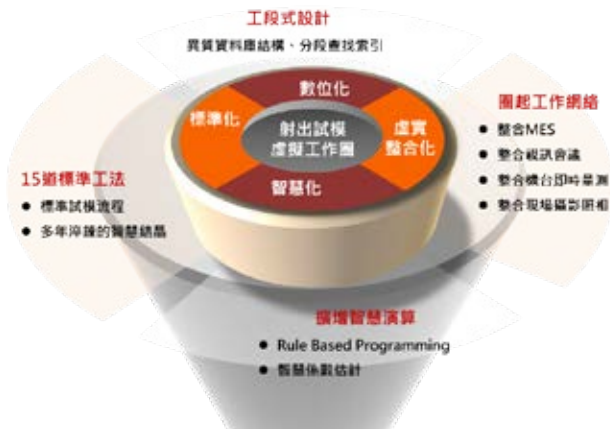 工段式設計
異質資料庫結構、分段查找索引
數位化
標準化
射出試模
虛擬工作圈
虛實
整合化
智慧化
圈起工作網絡
● 整合MES
● 整合視訊會議
● 整合機台即時量測
● 整合現場攝影照相
15道標準工法
● 標準試模流程
● 多年淬鍊的智慧結晶
擴增智慧演算
● Rule Based Programming
● 智慧係數估計